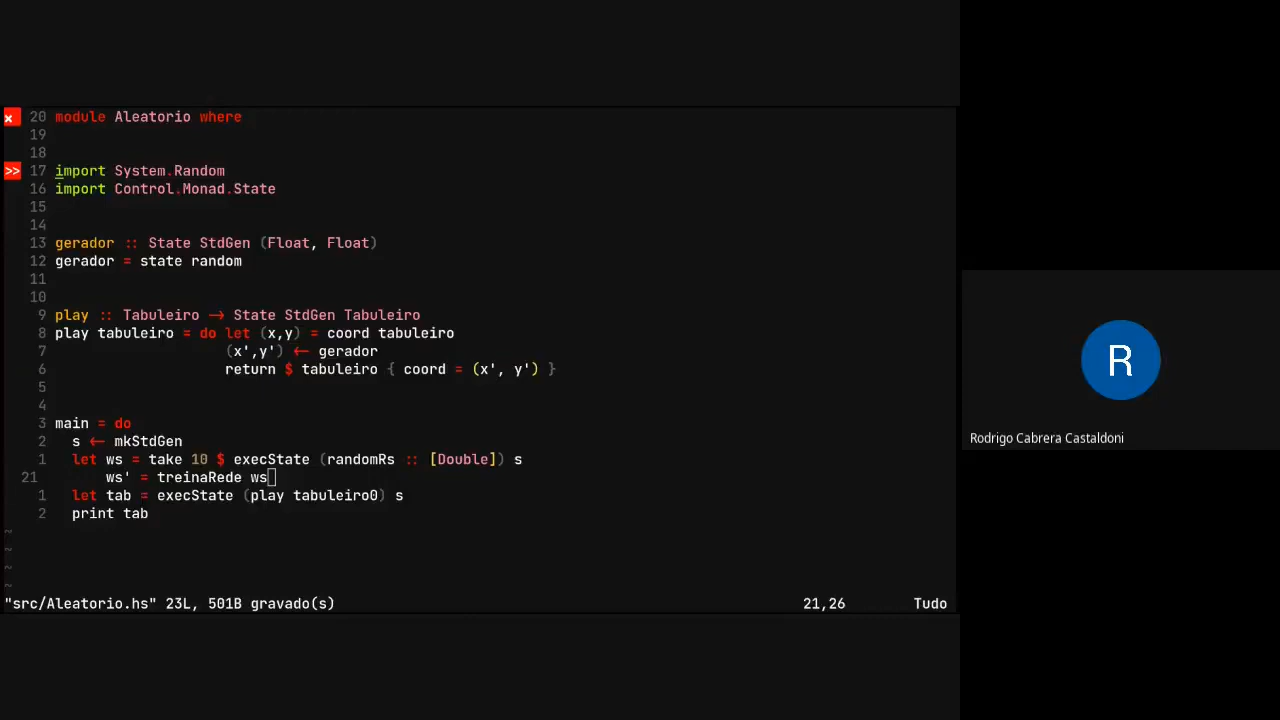 × 20 module Aleatorio where
19
18
>> 17 import System.Random
16 import Control.Monad.State
15
14
13 gerador :: State StdGen (Float, Float)
12 gerador = state random
11
10
9 play :: Tabuleiro → State StdGen Tabuleiro
8 play tabuleiro = do let (x,y) = coord tabuleiro
7 (x',y') ← gerador
6 return $ tabuleiro { coord = (x', y') }
5
4
3 main = do
2 s ← mkStdGen
1 let ws = take 10 $ execState (randomRs :: [Double]) s
21 ws' = treinaRede ws
1 let tab = execState (play tabuleiro0) s
2 print tab
~
~
~
~
"src/Aleatorio.hs" 23L, 501B gravado(s) 21,26 Tudo
R
Rodrigo Cabrera Castaldoni